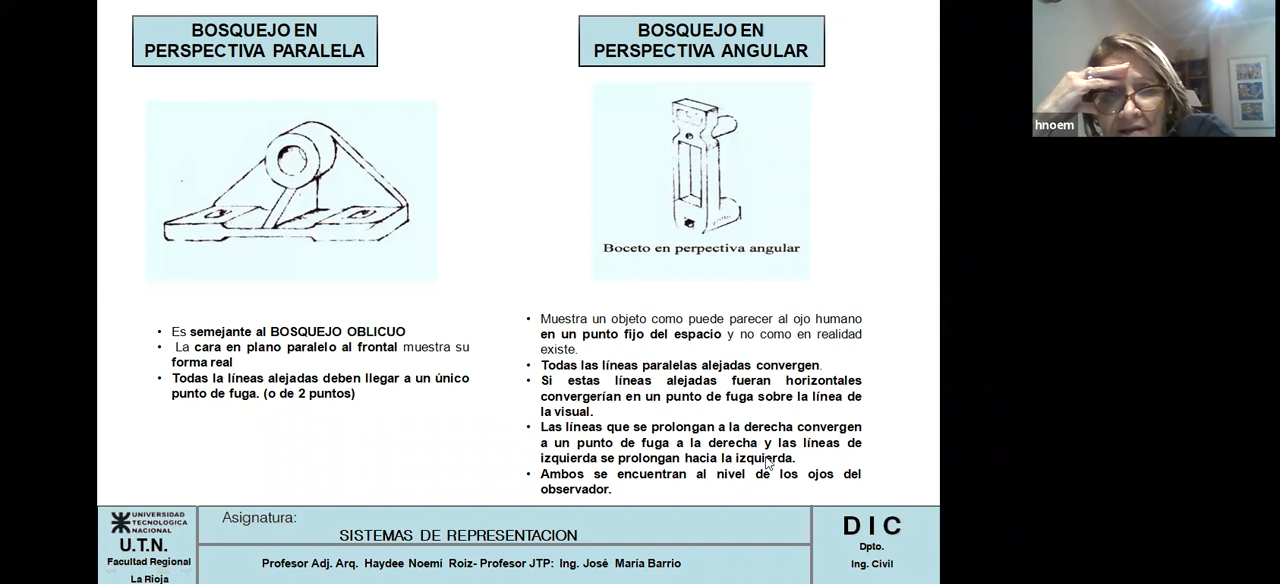 BOSQUEJO EN
PERSPECTIVA PARALELA
BOSQUEJO EN
PERSPECTIVA ANGULAR
hnoem
Boceto en perpectiva angular
• Es semejante al BOSQUEJO OBLICUO
• La cara en plano paralelo al frontal muestra su
forma real
• Todas la líneas alejadas deben llegar a un único
punto de fuga. (o de 2 puntos)
• Muestra un objeto como puede parecer al ojo humano
en un punto fijo del espacio y no como en realidad
existe.
• Todas las líneas paralelas alejadas convergen.
• Si estas líneas alejadas fueran horizontales
convergerían en un punto de fuga sobre la línea de
la visual.
• Las líneas que se prolongan a la derecha convergen
a un punto de fuga a la derecha y las líneas de
izquierda se prolongan hacia la izquierda.
• Ambos se encuentran al nivel de los ojos del
observador.
UNIVERSIDAD
TECNOLOGICA
NACIONAL
U.T.N.
Facultad Regional
La Rioja
Asignatura:
SISTEMAS DE REPRESENTACION
Profesor Adj. Arq. Haydee Noemí Roiz- Profesor JTP: Ing. José María Barrio
D I C
Dpto.
Ing. Civil